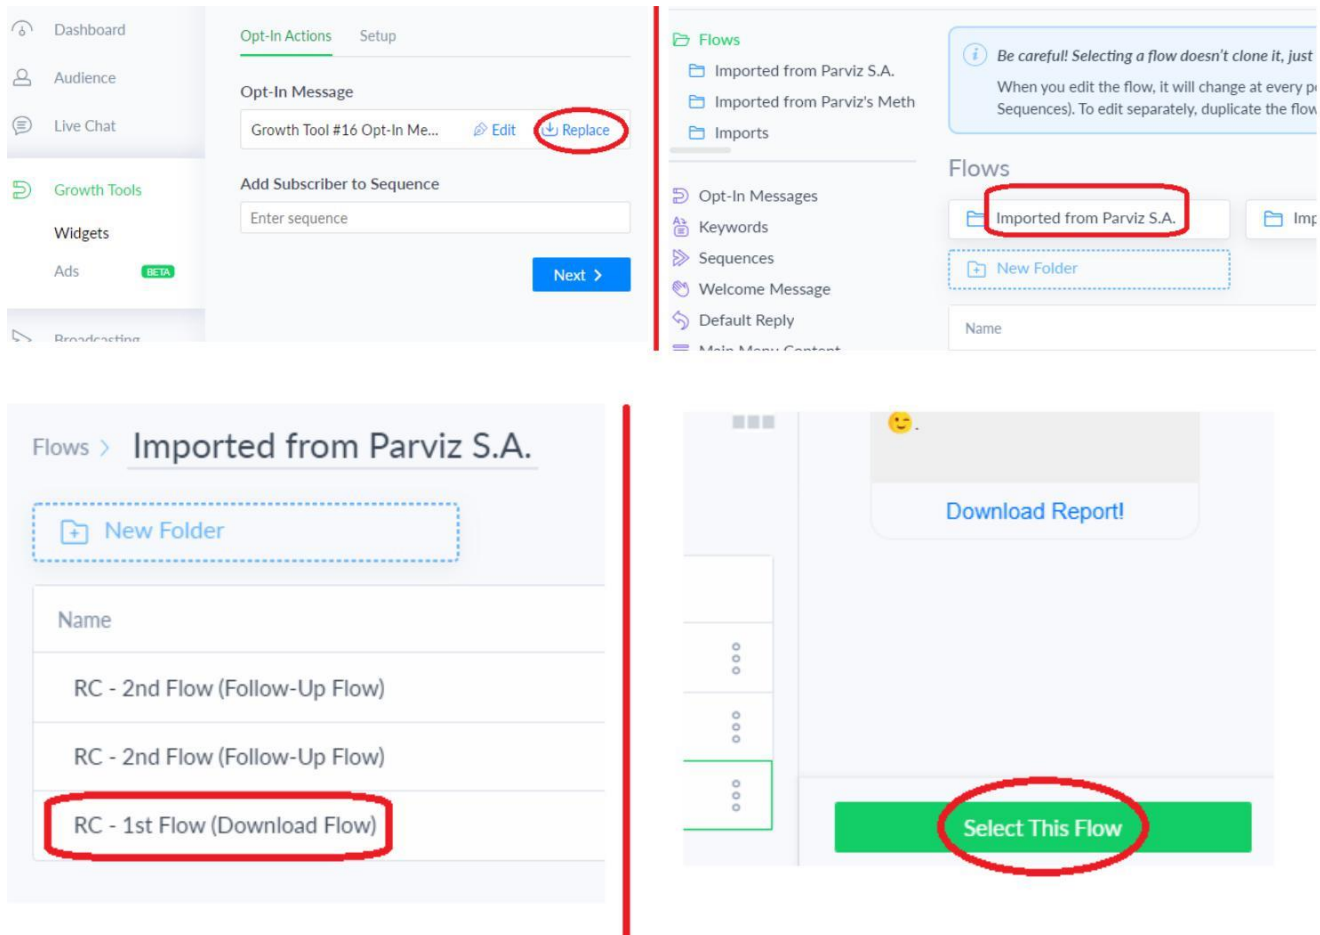 Dashboard
Audience
Live Chat
Growth Tools
Widgets
Ads BETA
Broadcasting
Opt-In Actions Setup
Opt-In Message
Growth Tool #16 Opt-In Me... Edit Replace
Add Subscriber to Sequence
Enter sequence
Next >
Flows
Imported from Parviz S.A.
Imported from Parviz's Meth
Imports
Opt-In Messages
Keywords
Sequences
Welcome Message
Default Reply
Main Menu Content
Be careful! Selecting a flow doesn't clone it, just
When you edit the flow, it will change at every po
Sequences). To edit separately, duplicate the flow
Flows
Imported from Parviz S.A. Imp
New Folder
Name
Flows > Imported from Parviz S.A.
New Folder
Name
RC - 2nd Flow (Follow-Up Flow)
RC - 2nd Flow (Follow-Up Flow)
RC - 1st Flow (Download Flow)
.
Download Report!
Select This Flow